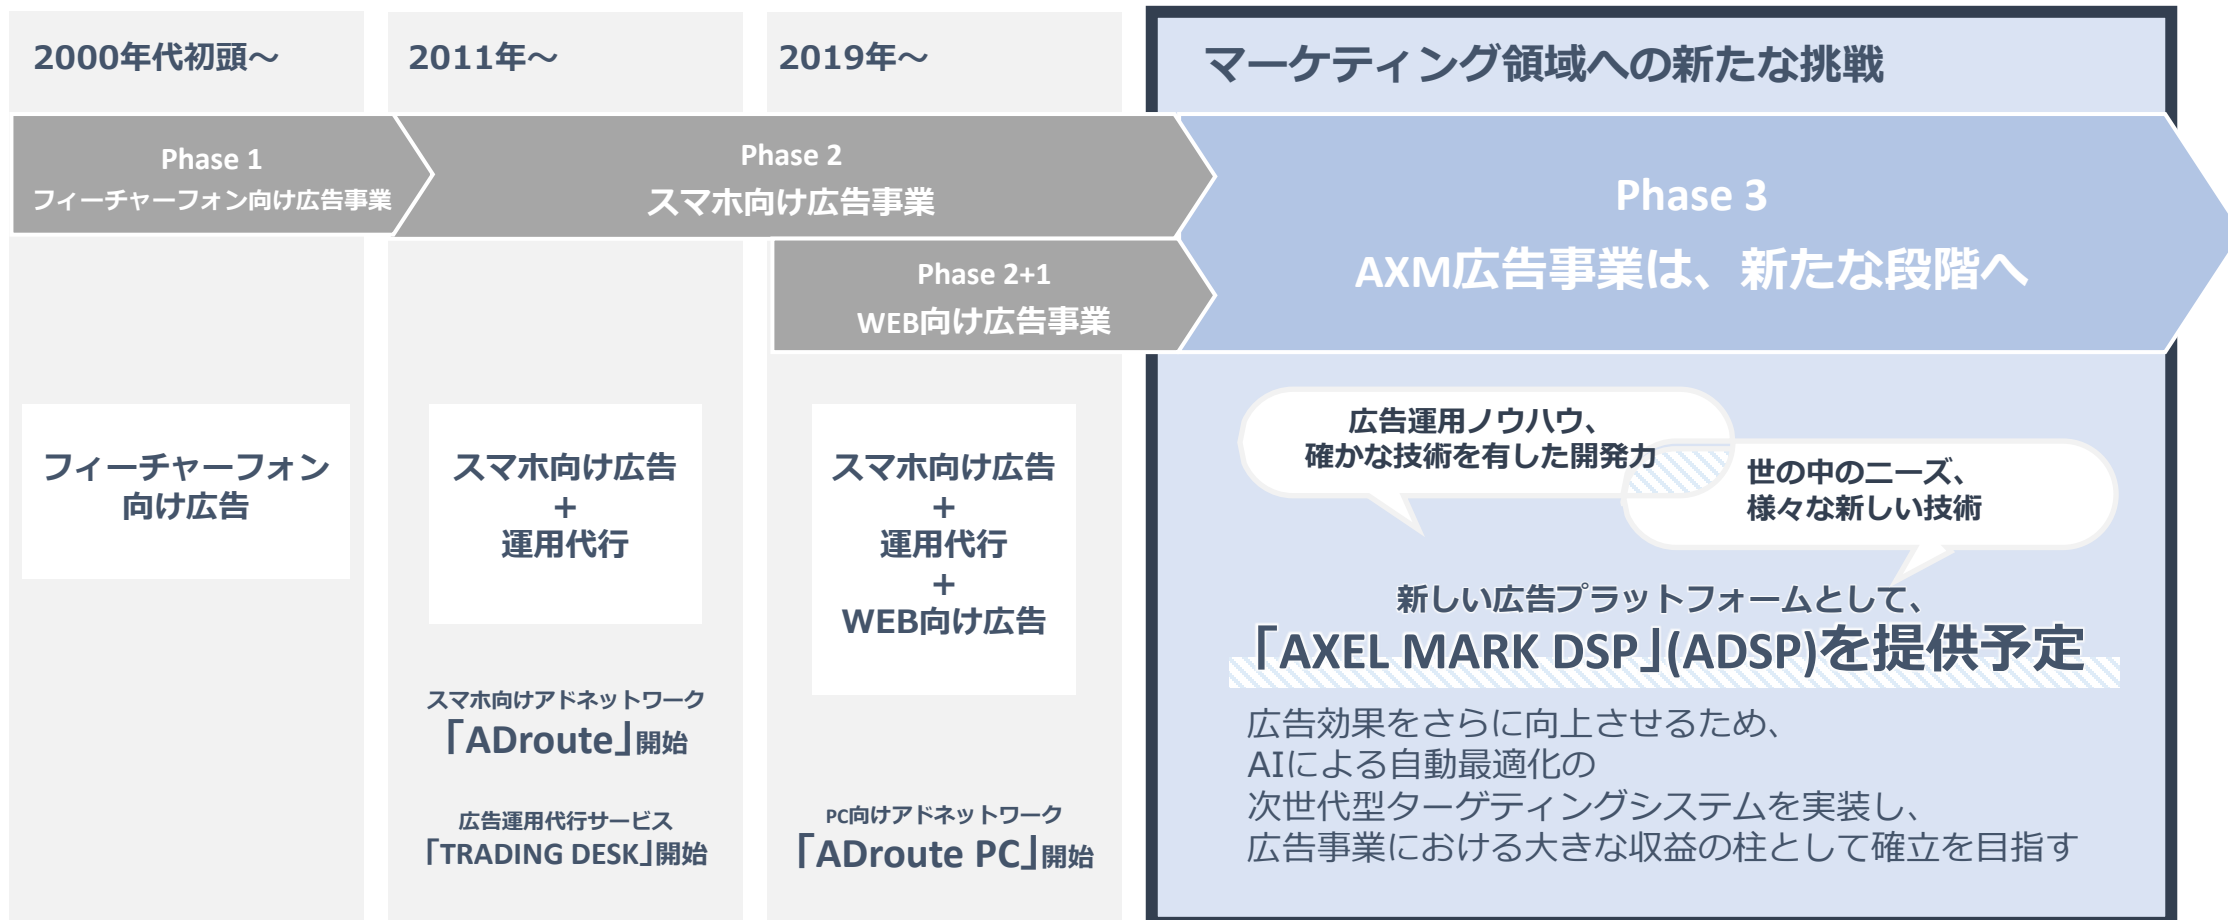 2000年代初頭～
2011年～
2019年～
マーケティング領域への新たな挑戦
Phase 1
フィーチャーフォン向け広告事業
Phase 2
スマホ向け広告事業
Phase 2+1
WEB向け広告事業
Phase 3
AXM広告事業は、新たな段階へ
フィーチャーフォン
向け広告
スマホ向け広告
+
運用代行
スマホ向けアドネットワーク
「ADroute」開始
広告運用代行サービス
「TRADING DESK」開始
スマホ向け広告
+
運用代行
+
WEB向け広告
PC向けアドネットワーク
「ADroute PC」開始
広告運用ノウハウ、
確かな技術を有した開発力
世の中のニーズ、
様々な新しい技術
新しい広告プラットフォームとして、
「AXEL MARK DSP」(ADSP)を提供予定
広告効果をさらに向上させるため、
AIによる自動最適化の
次世代型ターゲティングシステムを実装し、
広告事業における大きな収益の柱として確立を目指す